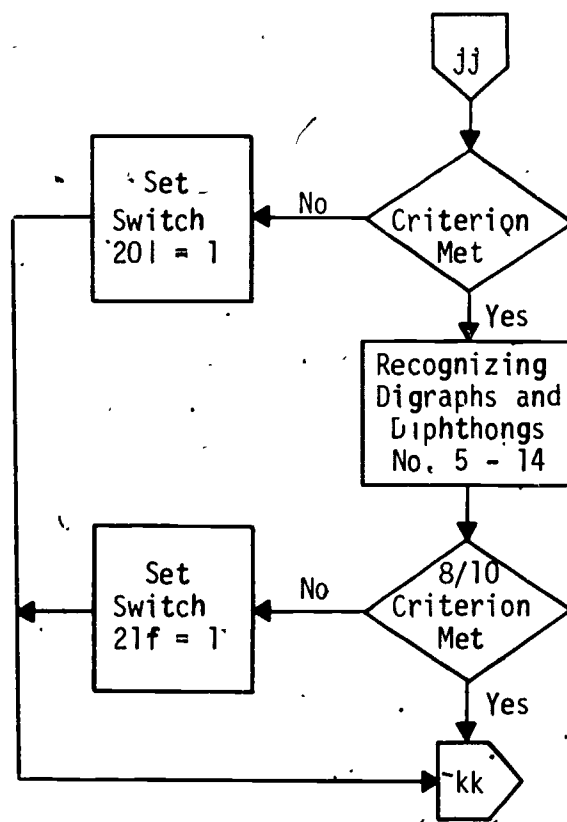 jj
Criterion
Met
No
Set
Switch
20l = 1
Yes
Recognizing
Digraphs and
Diphthongs
No. 5 - 14
8/10
Criterion
Met
No
Set
Switch
21f = 1
Yes
kk